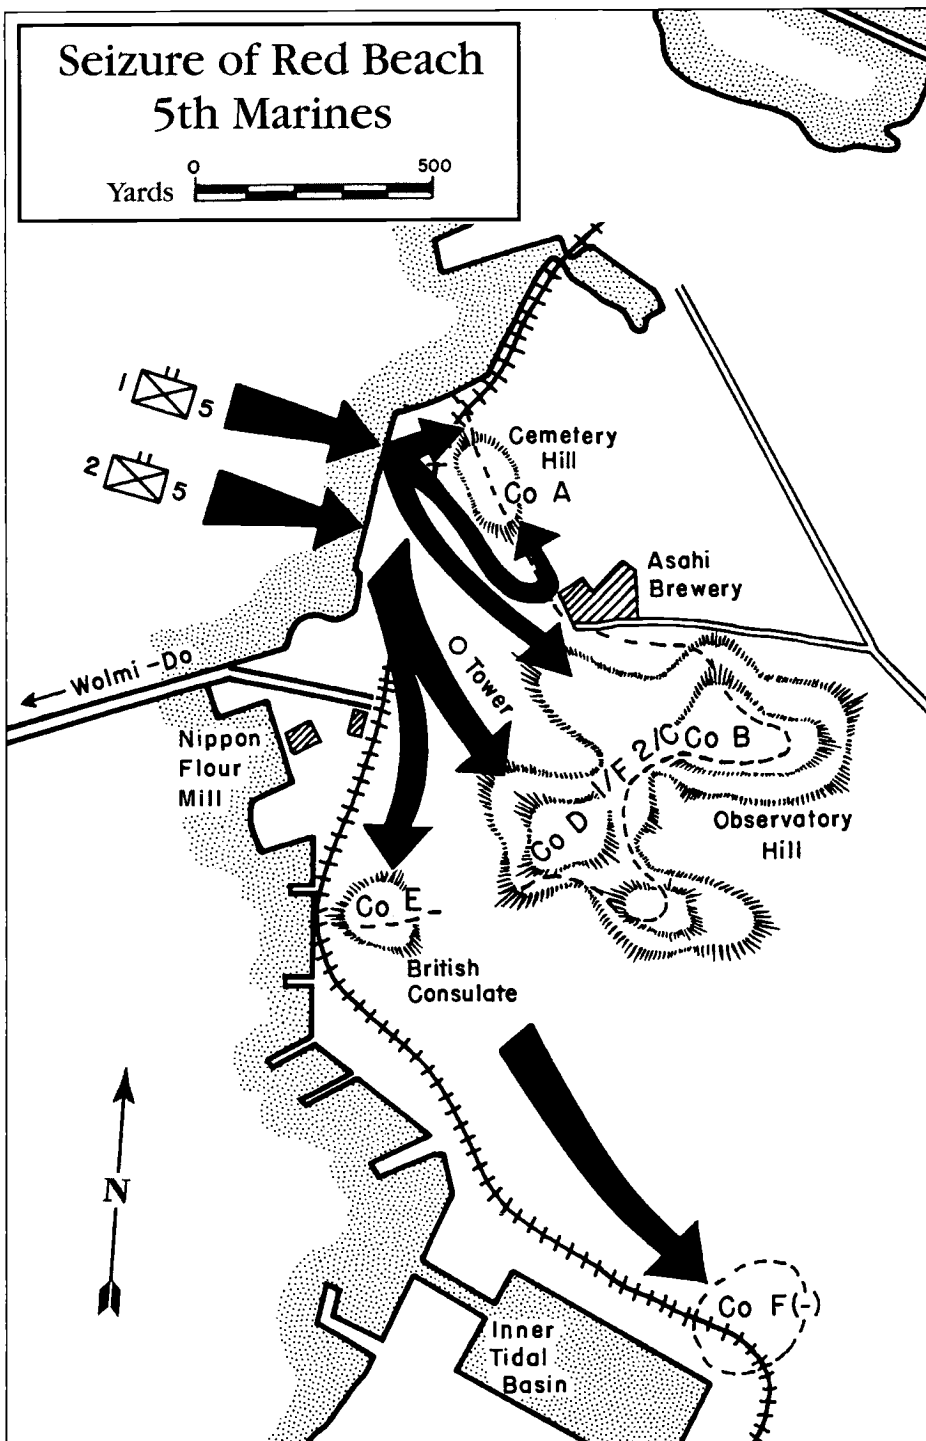 Seizure of Red Beach
5th Marines
0 500
Yards
1 5
2 5
Cemetery
Hill
Co A
Asahi
Brewery
Wolmi-Do
O Tower
Nippon
Flour
Mill
Co D 1/F 2/C Co B
Observatory
Hill
Co E
British
Consulate
N
Co F(-)
Inner
Tidal
Basin